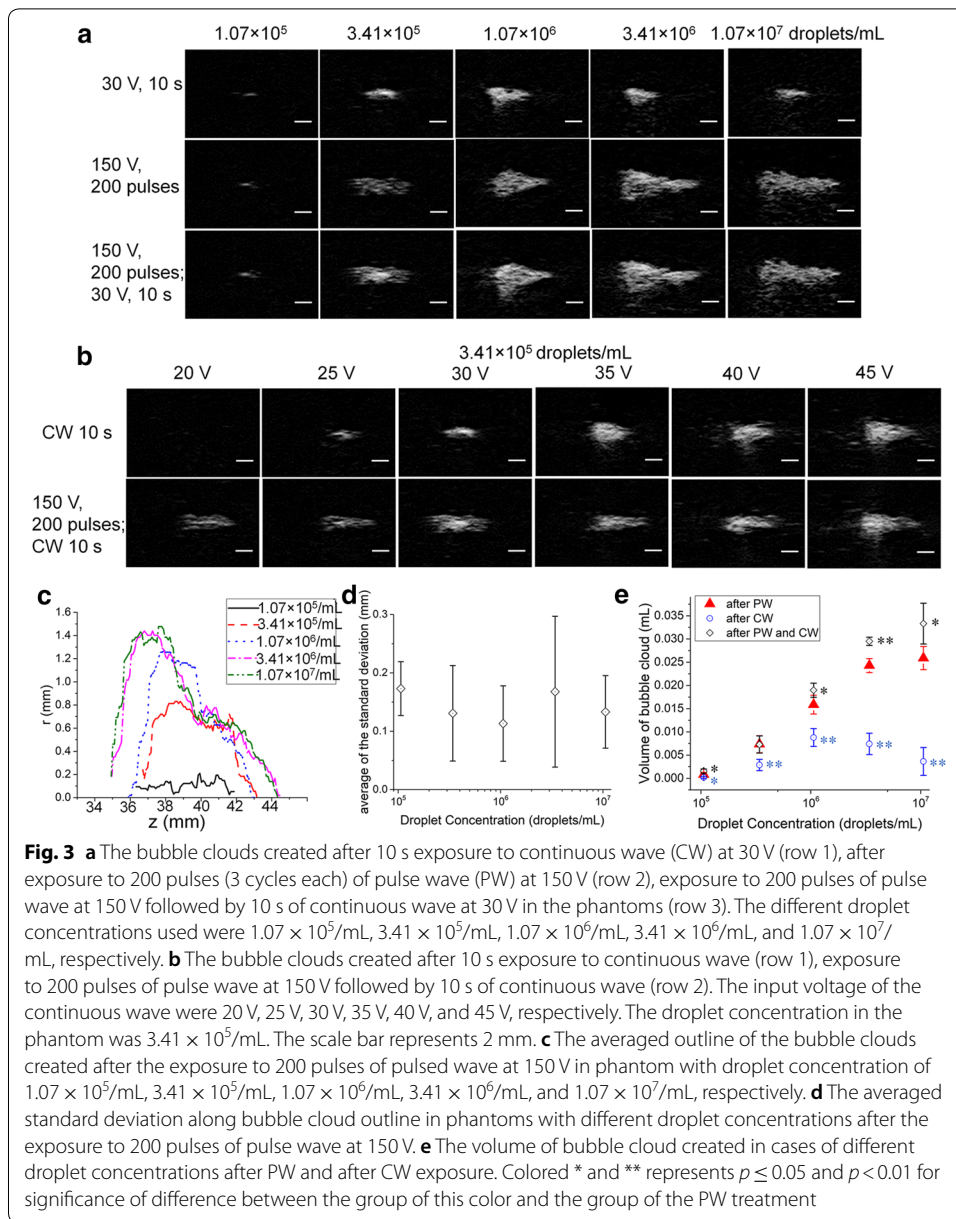 a
1.07×10⁵ 3.41×10⁵ 1.07×10⁶ 3.41×10⁶ 1.07×10⁷ droplets/mL
30 V, 10 s
150 V,
200 pulses
150 V,
200 pulses;
30 V, 10 s
b
3.41×10⁵ droplets/mL
20 V 25 V 30 V 35 V 40 V 45 V
CW 10 s
150 V,
200 pulses;
CW 10 s
c
1.6
1.4
1.2
1.0
0.8
0.6
0.4
0.2
0.0
r (mm)
34 36 38 40 42 44
z (mm)
1.07×10⁵/mL
3.41×10⁵/mL
1.07×10⁶/mL
3.41×10⁶/mL
1.07×10⁷/mL
d
average of the standard deviation (mm)
0.3
0.2
0.1
0.0
10⁵ 10⁶ 10⁷
Droplet Concentration (droplets/mL)
e
Volume of bubble cloud (mL)
0.035
0.030
0.025
0.020
0.015
0.010
0.005
0.000
after PW
after CW
after PW and CW
* * ** * ** ** * **
10⁵ 10⁶ 10⁷
Droplet Concentration (droplets/mL)
Fig. 3 a The bubble clouds created after 10 s exposure to continuous wave (CW) at 30 V (row 1), after
exposure to 200 pulses (3 cycles each) of pulse wave (PW) at 150 V (row 2), exposure to 200 pulses of pulse
wave at 150 V followed by 10 s of continuous wave at 30 V in the phantoms (row 3). The different droplet
concentrations used were 1.07 × 10⁵/mL, 3.41 × 10⁵/mL, 1.07 × 10⁶/mL, 3.41 × 10⁶/mL, and 1.07 × 10⁷/
mL, respectively. b The bubble clouds created after 10 s exposure to continuous wave (row 1), exposure
to 200 pulses of pulse wave at 150 V followed by 10 s of continuous wave (row 2). The input voltage of the
continuous wave were 20 V, 25 V, 30 V, 35 V, 40 V, and 45 V, respectively. The droplet concentration in the
phantom was 3.41 × 10⁵/mL. The scale bar represents 2 mm. c The averaged outline of the bubble clouds
created after the exposure to 200 pulses of pulsed wave at 150 V in phantom with droplet concentration of
1.07 × 10⁵/mL, 3.41 × 10⁵/mL, 1.07 × 10⁶/mL, 3.41 × 10⁶/mL, and 1.07 × 10⁷/mL, respectively. d The averaged
standard deviation along bubble cloud outline in phantoms with different droplet concentrations after the
exposure to 200 pulses of pulse wave at 150 V. e The volume of bubble cloud created in cases of different
droplet concentrations after PW and after CW exposure. Colored * and ** represents p ≤ 0.05 and p < 0.01 for
significance of difference between the group of this color and the group of the PW treatment